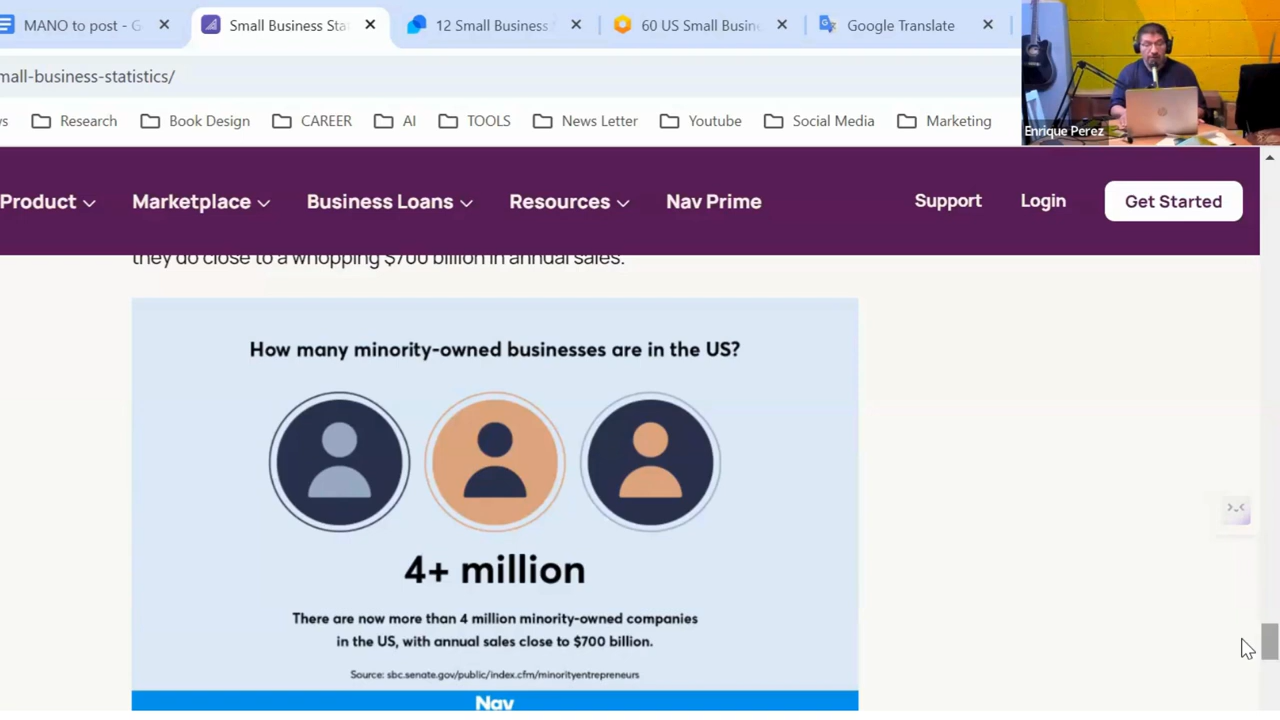 MANO to post - G
Small Business Sta
12 Small Business
60 US Small Busin
Google Translate
mall-business-statistics/
ws
Research
Book Design
CAREER
AI
TOOLS
News Letter
Youtube
Social Media
Marketing
Enrique Perez
Product
Marketplace
Business Loans
Resources
Nav Prime
Support
Login
Get Started
they do close to a whopping $700 billion in annual sales.
How many minority-owned businesses are in the US?
4+ million
There are now more than 4 million minority-owned companies
in the US, with annual sales close to $700 billion.
Source: sbc.senate.gov/public/index.cfm/minorityentrepreneurs
Nav